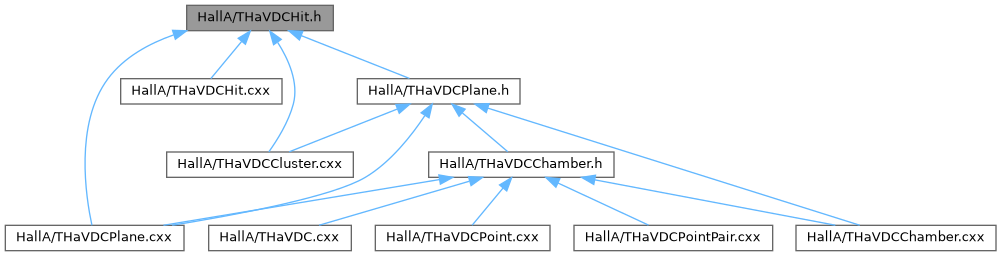 HallA/THaVDCHit.h
HallA/THaVDCHit.cxx
HallA/THaVDCPlane.h
HallA/THaVDCCluster.cxx
HallA/THaVDCChamber.h
HallA/THaVDCPlane.cxx
HallA/THaVDC.cxx
HallA/THaVDCPoint.cxx
HallA/THaVDCPointPair.cxx
HallA/THaVDCChamber.cxx